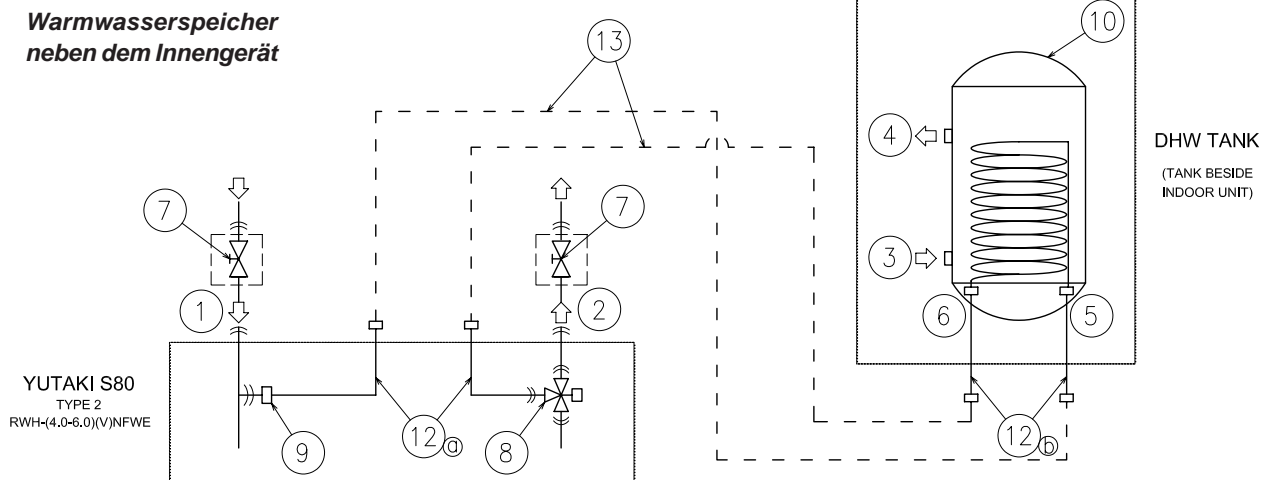 Warmwasserspeicher
neben dem Innengerät
13
10
4
DHW TANK
(TANK BESIDE
INDOOR UNIT)
7
7
3
1
2
6
5
YUTAKI S80
TYPE 2
RWH-(4.0-6.0)(V)NFWE
9
12 a
8
12 b